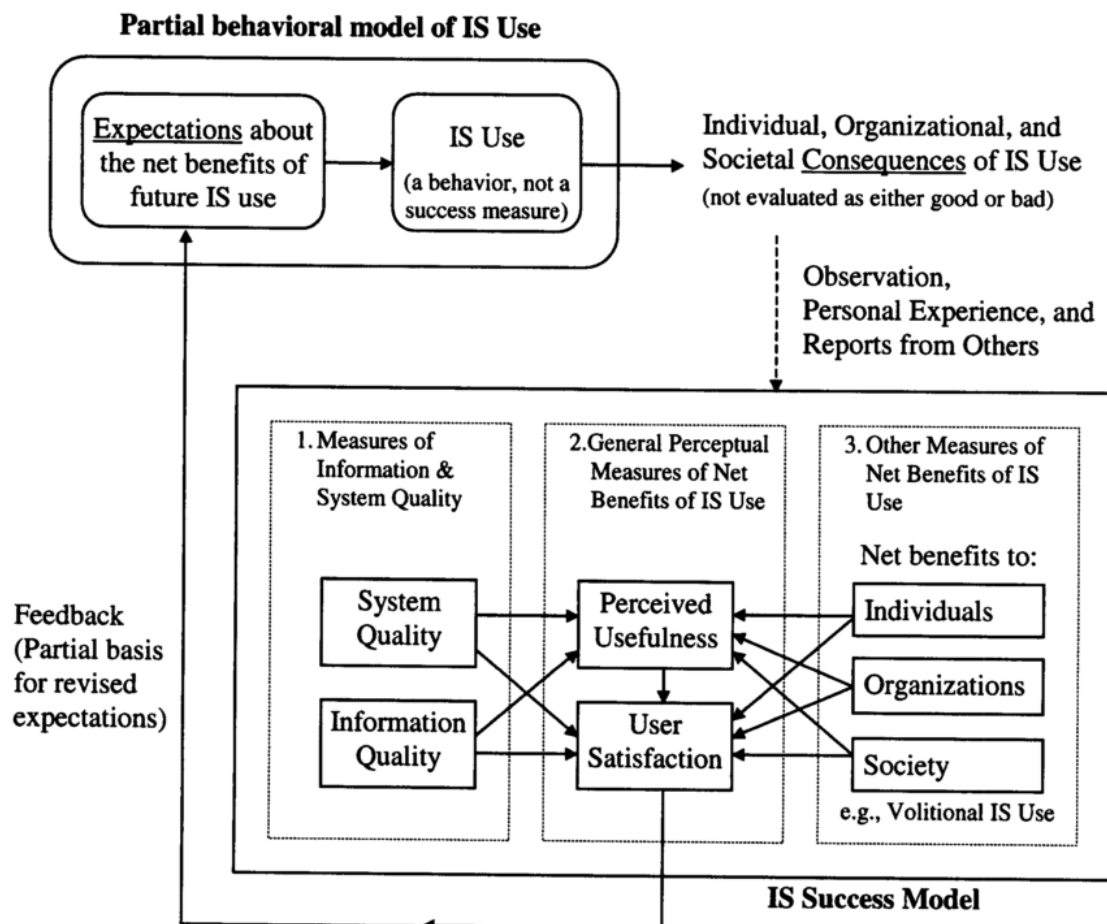 Partial behavioral model of IS Use
Expectations about
the net benefits of
future IS use
IS Use
(a behavior, not a
success measure)
Individual, Organizational, and
Societal Consequences of IS Use
(not evaluated as either good or bad)
Observation,
Personal Experience, and
Reports from Others
1. Measures of
Information &
System Quality
2.General Perceptual
Measures of Net
Benefits of IS Use
3. Other Measures of
Net Benefits of IS
Use
Net benefits to:
System
Quality
Perceived
Usefulness
Individuals
Feedback
(Partial basis
for revised
expectations)
Organizations
Information
Quality
User
Satisfaction
Society
e.g., Volitional IS Use
IS Success Model